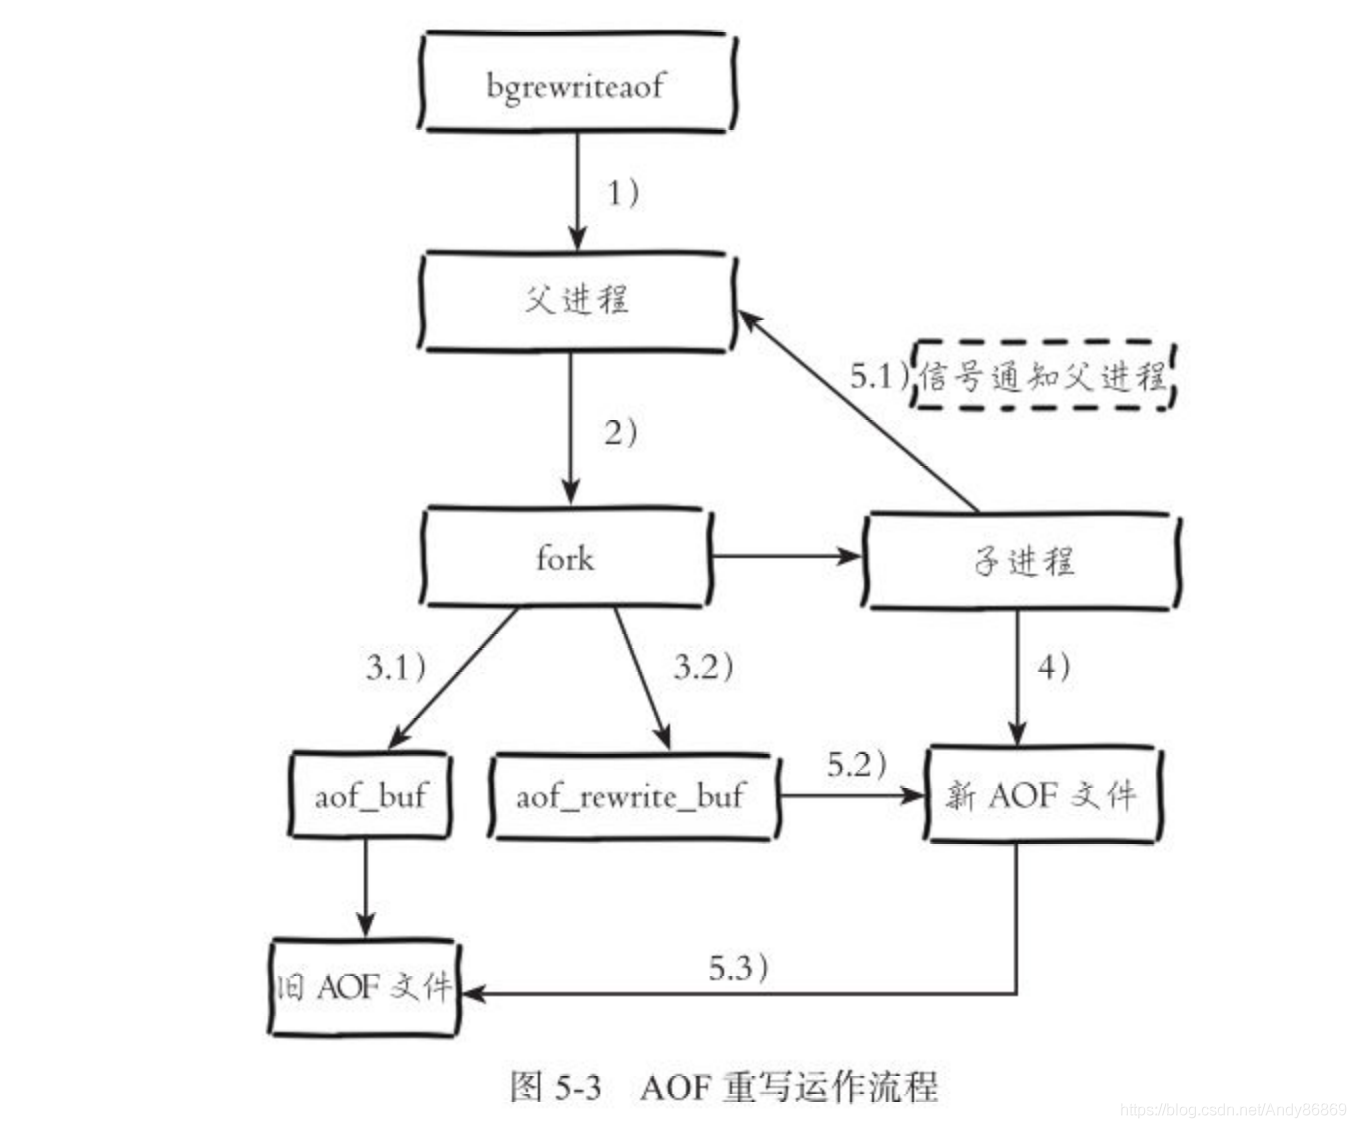 bgrewriteaof
1）
父进程
5.1）
信号通知父进程
2）
fork
子进程
3.1）
3.2）
4）
aof_buf
aof_rewrite_buf
5.2）
新 AOF 文件
旧 AOF 文件
5.3）
图 5-3 AOF 重写运作流程
https://blog.csdn.net/Andy86869